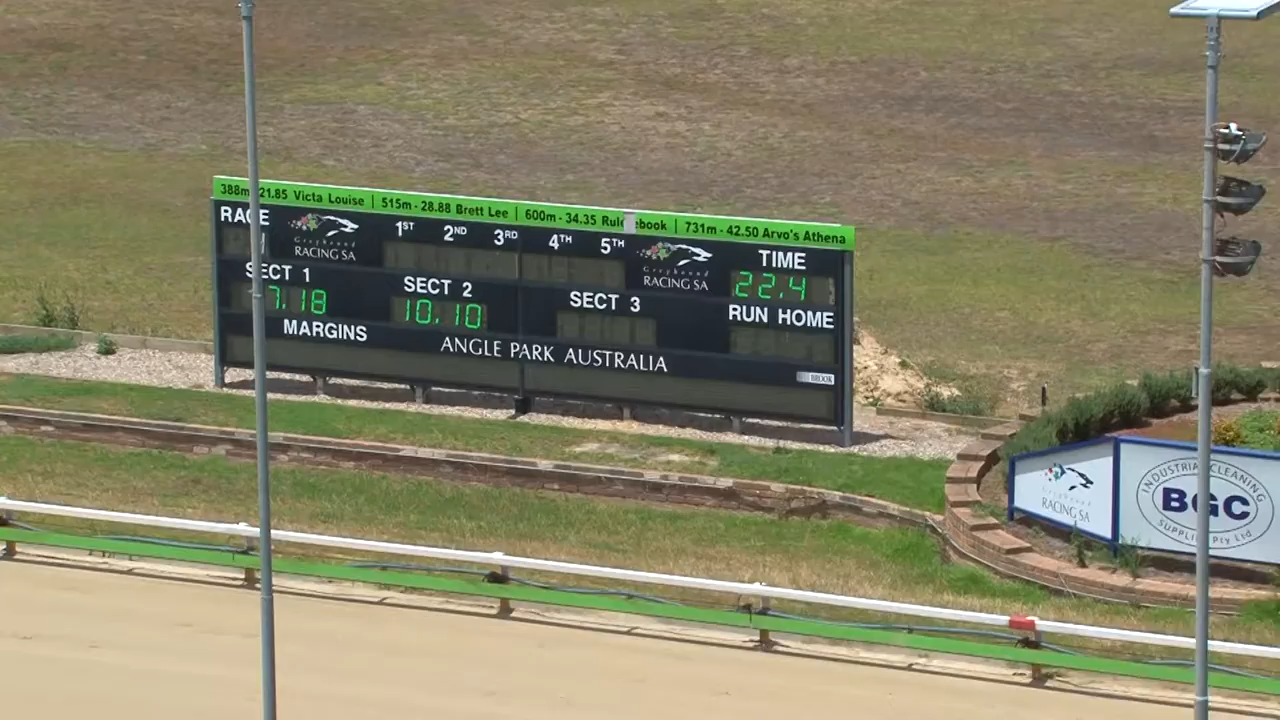 388m 21.85 Victa Louise | 515m - 28.88 Brett Lee | 600m - 34.35 Rulebook | 731m - 42.50 Arvo's Athena
RACE
Greyhound
RACING SA
1ST 2ND 3RD 4TH 5TH
Greyhound
RACING SA
TIME
22.4
SECT 1
7.18
SECT 2
10.10
SECT 3
RUN HOME
MARGINS
ANGLE PARK AUSTRALIA
BROOK
Greyhound
RACING SA
INDUSTRIAL CLEANING
BGC
SUPPLIES Pty Ltd